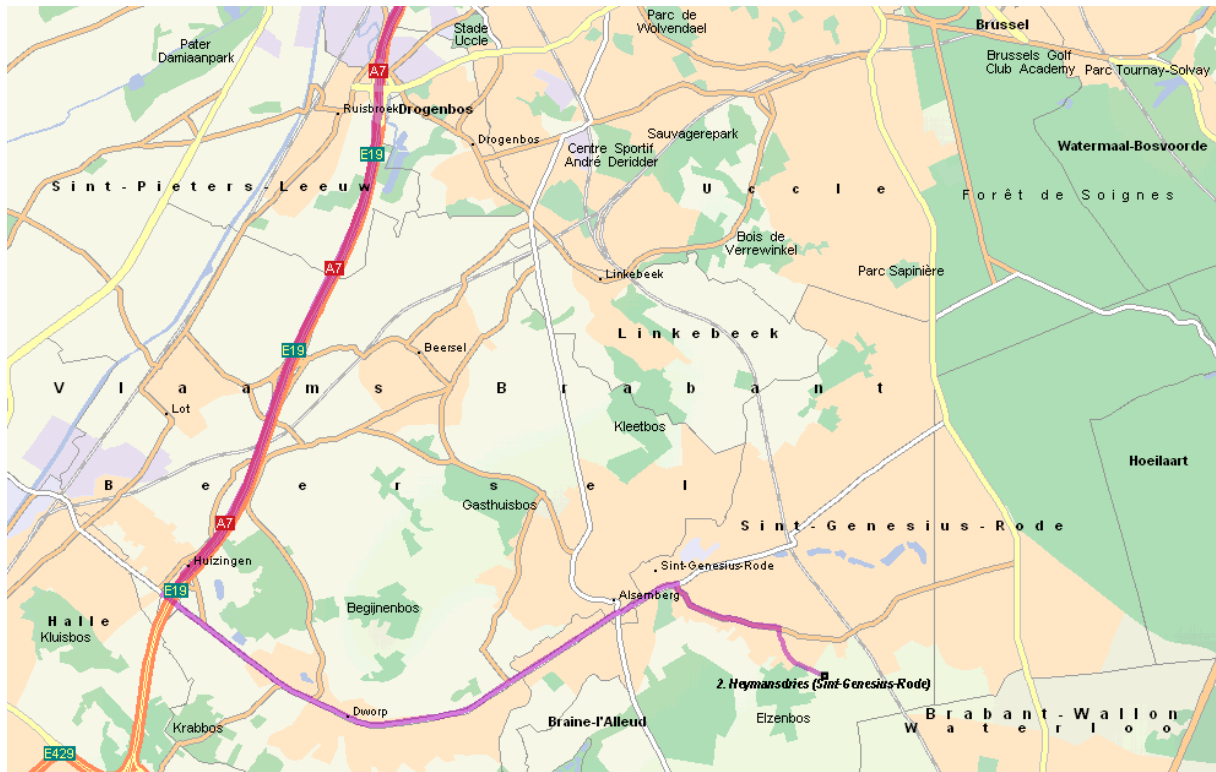 Parc de
Wolvendael
Stade
Uccle
Brussel
Pater
Damiaanpark
Brussels Golf
Club Academy
Parc Tournay-Solvay
A7
Ruisbroek
Drogenbos
Drogenbos
Sauvagerepark
Centre Sportif
André Deridder
Watermaal-Bosvoorde
E19
Sint-Pieters-Leeuw
Uccle
Forêt de Soignes
Bois de
Verrewinkel
A7
Linkebeek
Parc Sapinière
Linkebeek
E19
Beersel
Vlaams Brabant
Lot
Kleetbos
Hoeilaart
Beersel
Gasthuisbos
A7
Sint-Genesius-Rode
Huizingen
Sint-Genesius-Rode
E19
Alsemberg
Begijnenbos
Halle
Kluisbos
2. Heymansdries (Sint-Genesius-Rode)
Dworp
Elzenbos
Braine-l'Alleud
Brabant-Wallon
Waterloo
Krabbos
E429